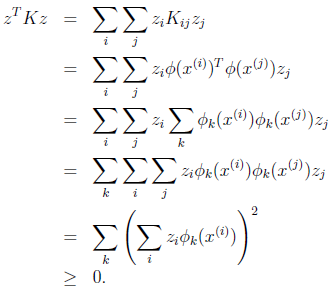 z^T K z = \sum_i \sum_j z_i K_{ij} z_j
= \sum_i \sum_j z_i \phi(x^{(i)})^T \phi(x^{(j)}) z_j
= \sum_i \sum_j z_i \sum_k \phi_k(x^{(i)}) \phi_k(x^{(j)}) z_j
= \sum_k \sum_i \sum_j z_i \phi_k(x^{(i)}) \phi_k(x^{(j)}) z_j
= \sum_k \left( \sum_i z_i \phi_k(x^{(i)}) \right)^2
≥ 0.